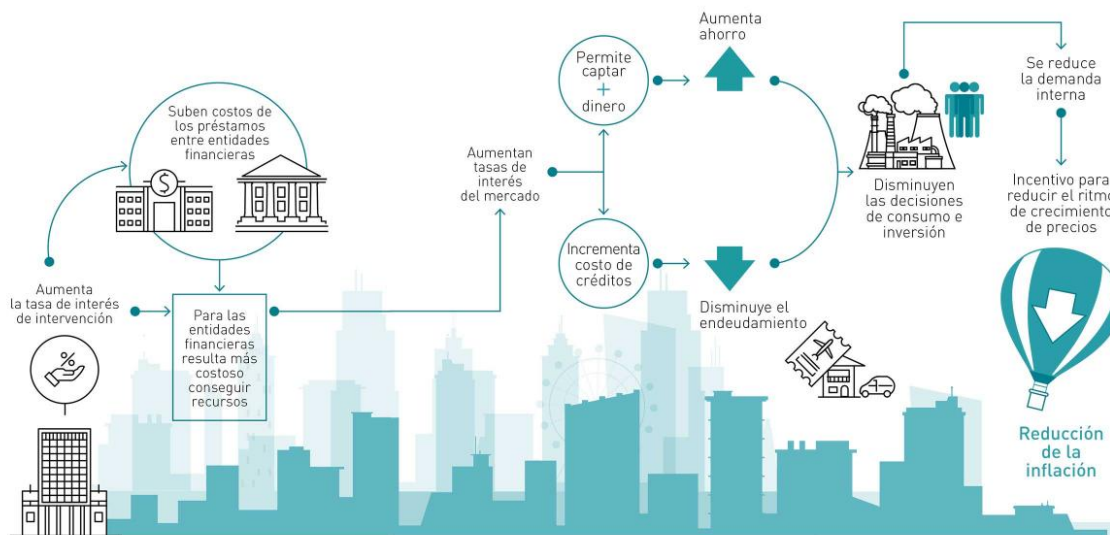 Aumenta
la tasa de interés
de intervención
%
Suben costos de
los préstamos
entre entidades
financieras
$
Para las
entidades
financieras
resulta más
costoso
conseguir
recursos
Aumentan
tasas de
interés
del mercado
Permite
captar
+
dinero
Aumenta
ahorro
Incrementa
costo de
créditos
Disminuye el
endeudamiento
Disminuyen
las decisiones
de consumo e
inversión
Se reduce
la demanda
interna
Incentivo para
reducir el ritmo
de crecimiento
de precios
Reducción
de la
inflación